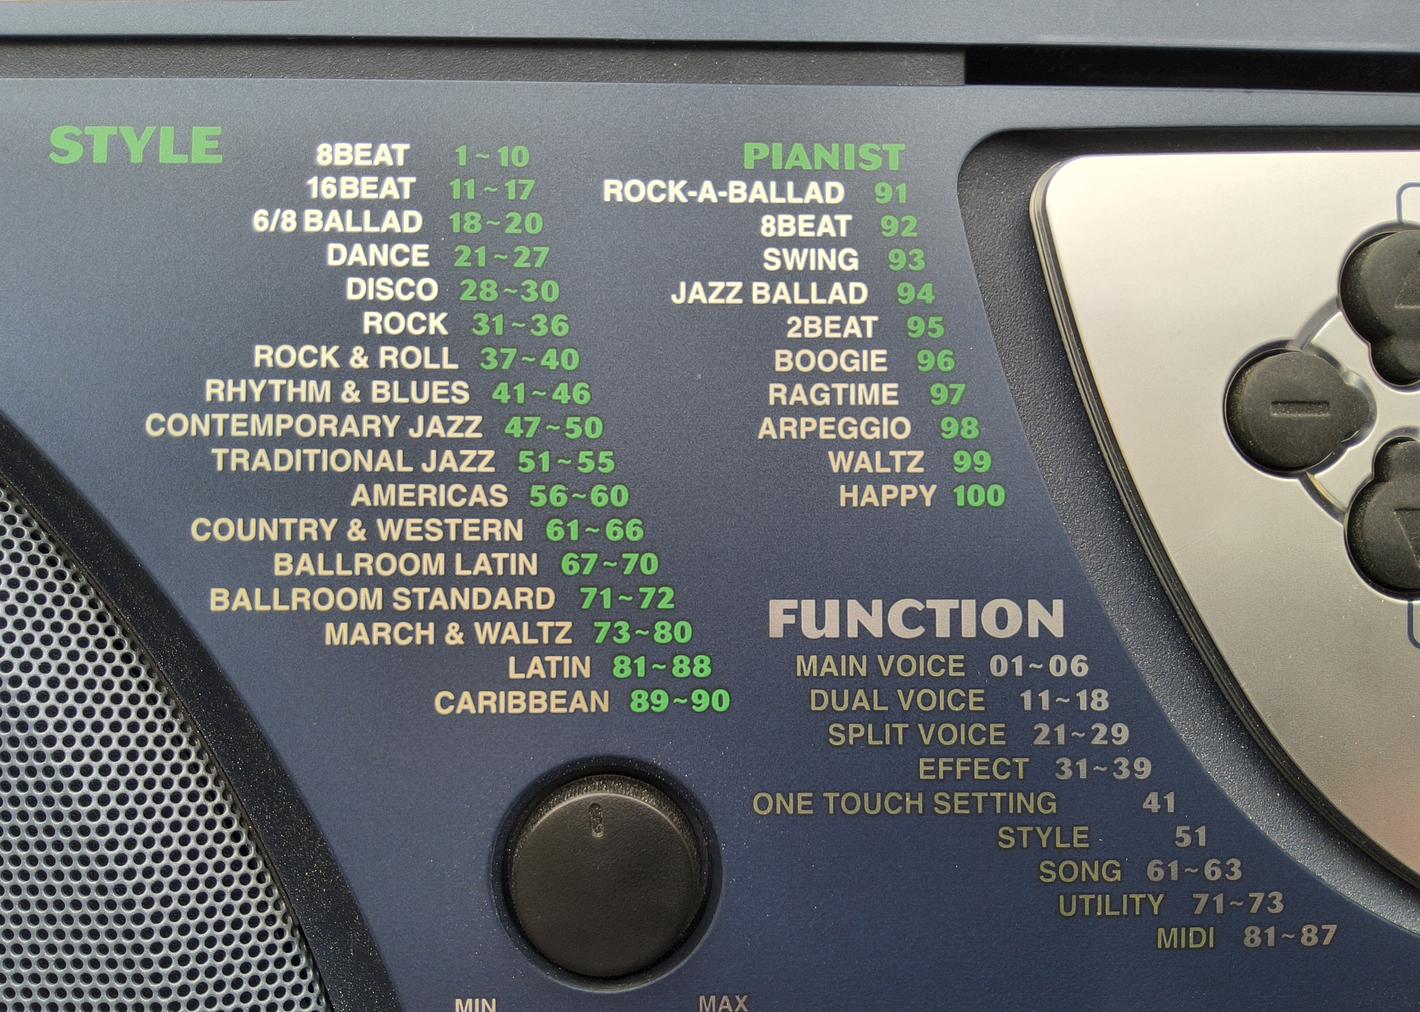 STYLE
8BEAT 1~10
16BEAT 11~17
6/8 BALLAD 18~20
DANCE 21~27
DISCO 28~30
ROCK 31~36
ROCK & ROLL 37~40
RHYTHM & BLUES 41~46
CONTEMPORARY JAZZ 47~50
TRADITIONAL JAZZ 51~55
AMERICAS 56~60
COUNTRY & WESTERN 61~66
BALLROOM LATIN 67~70
BALLROOM STANDARD 71~72
MARCH & WALTZ 73~80
LATIN 81~88
CARIBBEAN 89~90
PIANIST
ROCK-A-BALLAD 91
8BEAT 92
SWING 93
JAZZ BALLAD 94
2BEAT 95
BOOGIE 96
RAGTIME 97
ARPEGGIO 98
WALTZ 99
HAPPY 100
FUNCTION
MAIN VOICE 01~06
DUAL VOICE 11~18
SPLIT VOICE 21~29
EFFECT 31~39
ONE TOUCH SETTING 41
STYLE 51
SONG 61~63
UTILITY 71~73
MIDI 81~87
MIN MAX